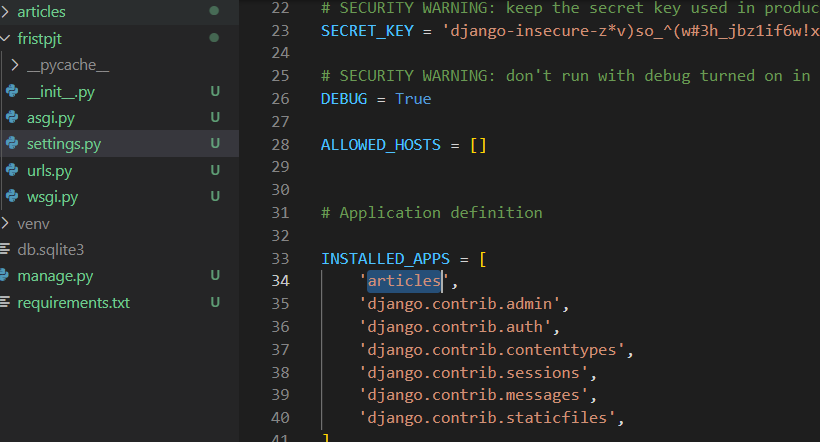 articles
fristpjt
__pycache__
__init__.py U
asgi.py U
settings.py U
urls.py U
wsgi.py U
venv
db.sqlite3
manage.py U
requirements.txt U
22 # SECURITY WARNING: keep the secret key used in produc
23 SECRET_KEY = 'django-insecure-z*v)so_^(w#3h_jbz1if6w!x
24
25 # SECURITY WARNING: don't run with debug turned on in
26 DEBUG = True
27
28 ALLOWED_HOSTS = []
29
30
31 # Application definition
32
33 INSTALLED_APPS = [
34 'articles',
35 'django.contrib.admin',
36 'django.contrib.auth',
37 'django.contrib.contenttypes',
38 'django.contrib.sessions',
39 'django.contrib.messages',
40 'django.contrib.staticfiles',
41 ]